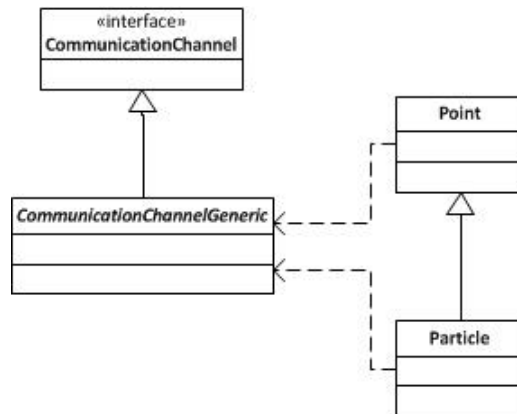 «interface»
CommunicationChannel
Point
CommunicationChannelGeneric
Particle